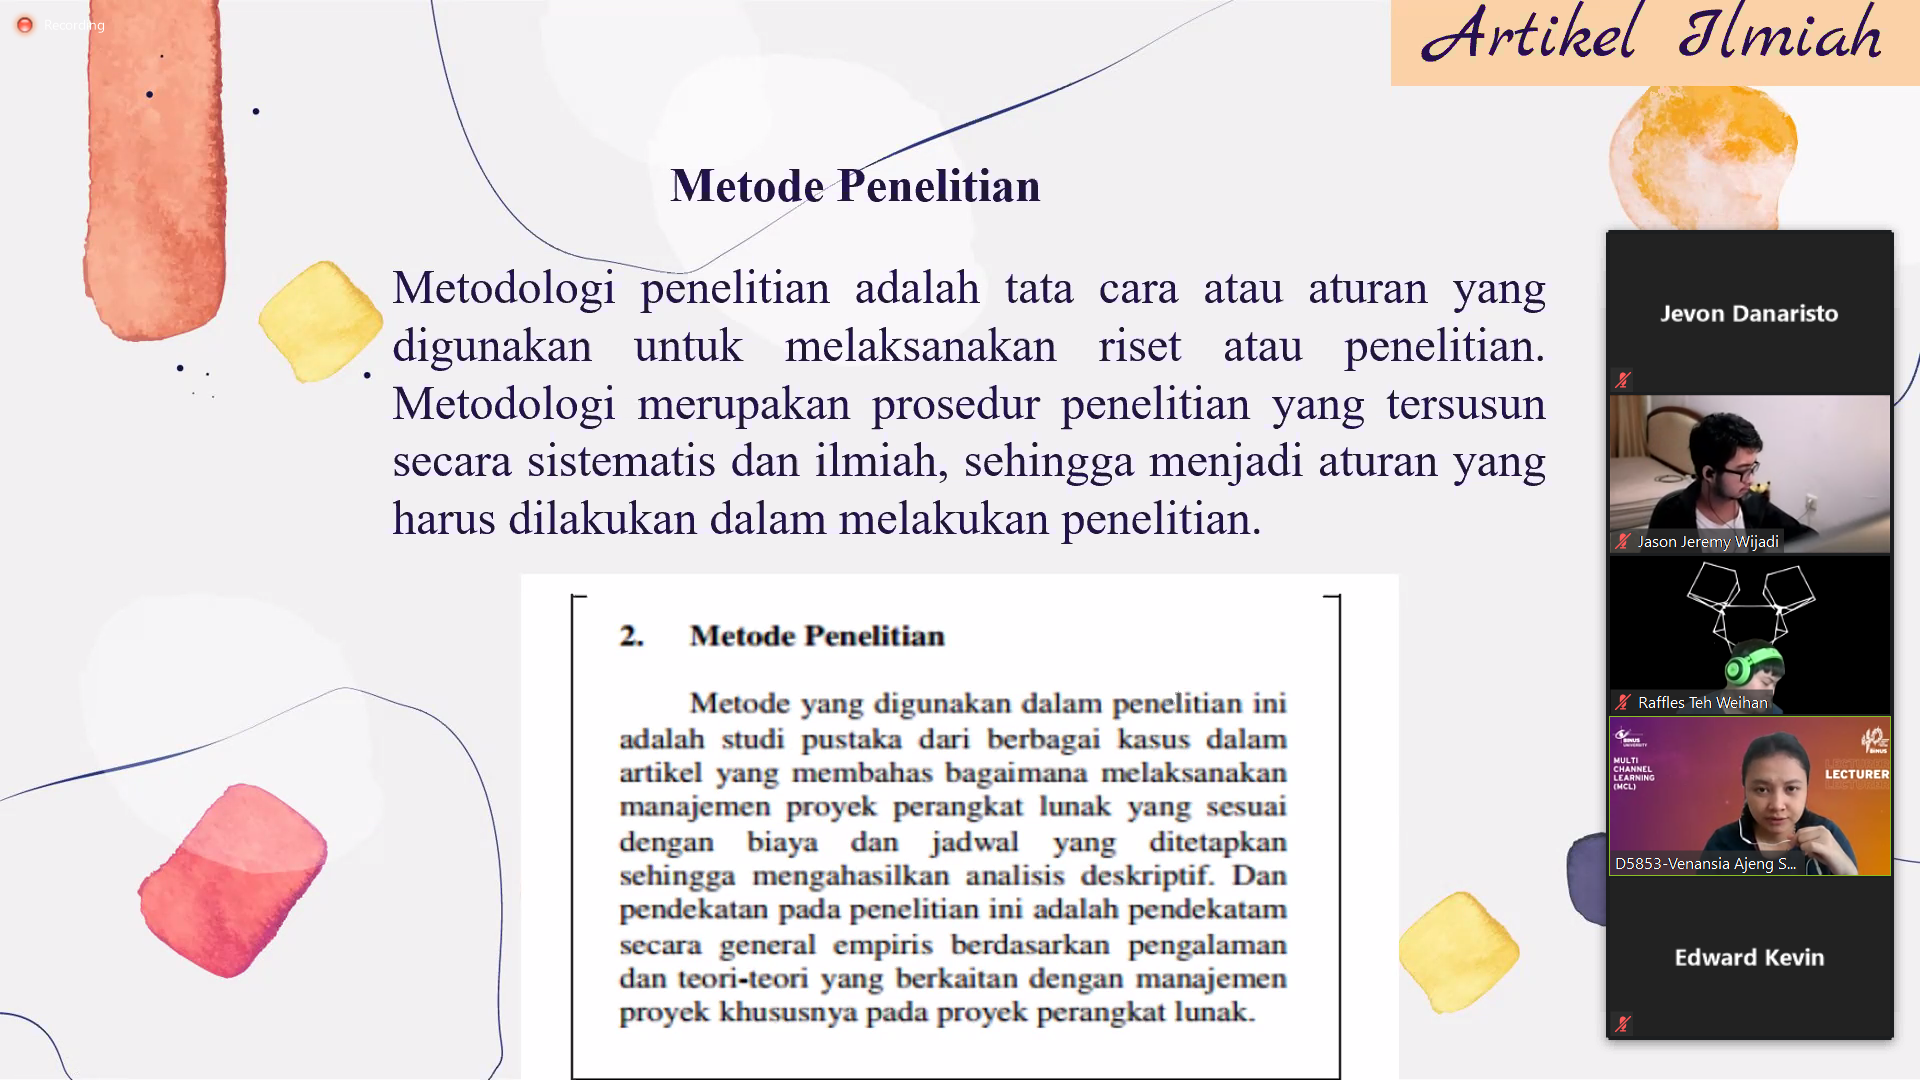 Recording
Artikel Ilmiah
Metode Penelitian
Metodologi penelitian adalah tata cara atau aturan yang
digunakan untuk melaksanakan riset atau penelitian.
Metodologi merupakan prosedur penelitian yang tersusun
secara sistematis dan ilmiah, sehingga menjadi aturan yang
harus dilakukan dalam melakukan penelitian.
2. Metode Penelitian
Metode yang digunakan dalam penelitian ini
adalah studi pustaka dari berbagai kasus dalam
artikel yang membahas bagaimana melaksanakan
manajemen proyek perangkat lunak yang sesuai
dengan biaya dan jadwal yang ditetapkan
sehingga mengahasilkan analisis deskriptif. Dan
pendekatan pada penelitian ini adalah pendekatam
secara general empiris berdasarkan pengalaman
dan teori-teori yang berkaitan dengan manajemen
proyek khususnya pada proyek perangkat lunak.
Jevon Danaristo
Jason Jeremy Wijadi
Raffles Teh Weihan
BINUS
UNIVERSITY
MULTI
CHANNEL
LEARNING
(MCL)
BINUS
LECTURER
D5853-Venansia Ajeng S...
Edward Kevin